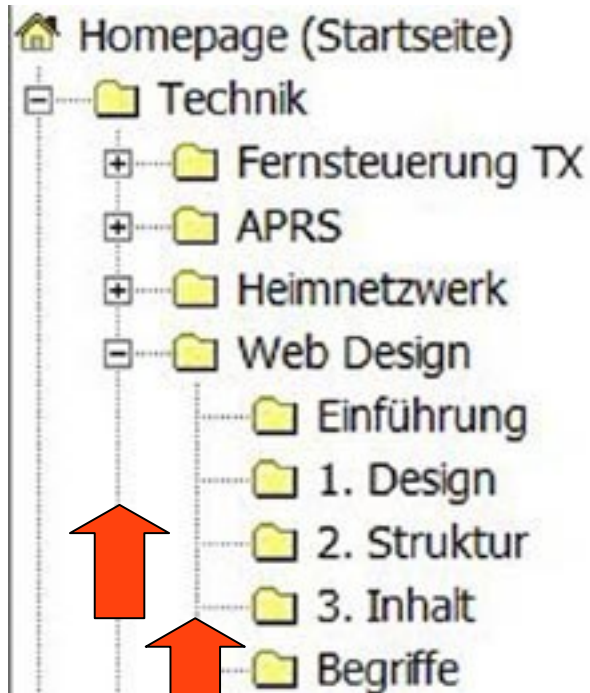 Homepage (Startseite)
Technik
Fernsteuerung TX
APRS
Heimnetzwerk
Web Design
Einführung
1. Design
2. Struktur
3. Inhalt
Begriffe